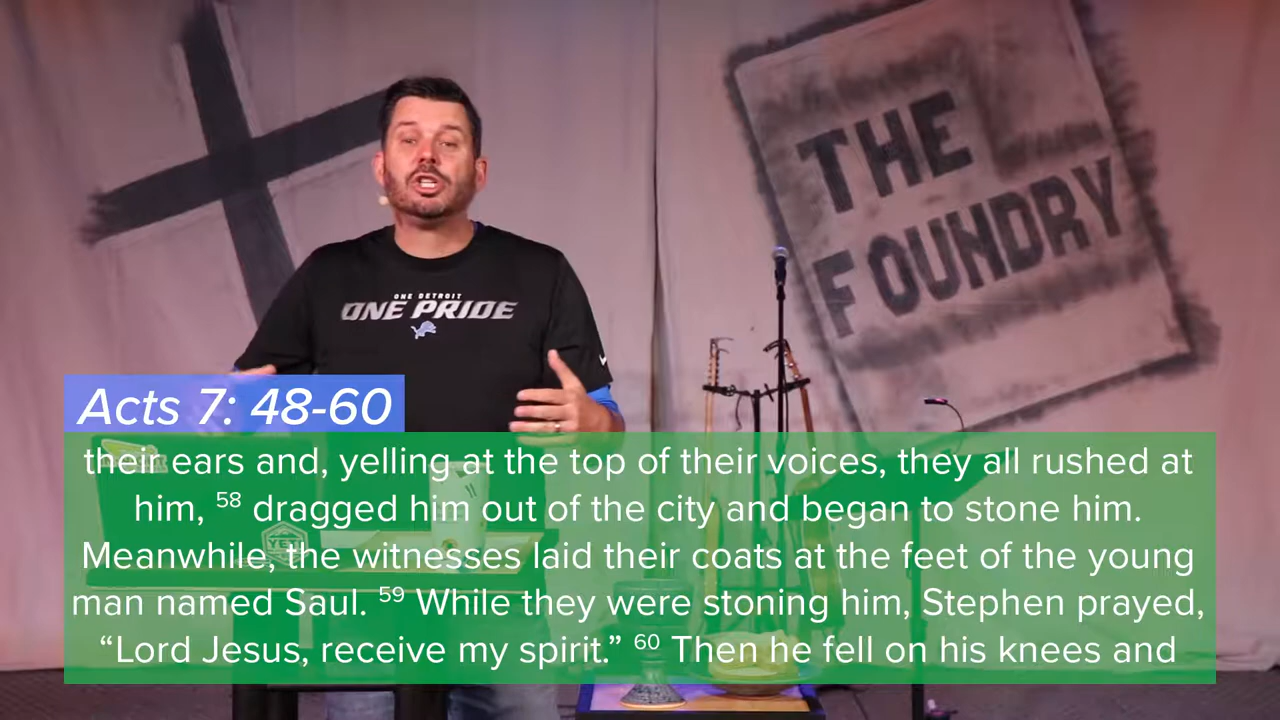 THE
FOUNDRY
ONE DETROIT
ONE PRIDE
Acts 7: 48-60
their ears and, yelling at the top of their voices, they all rushed at
him, 58 dragged him out of the city and began to stone him.
Meanwhile, the witnesses laid their coats at the feet of the young
man named Saul. 59 While they were stoning him, Stephen prayed,
“Lord Jesus, receive my spirit.” 60 Then he fell on his knees and
YETI